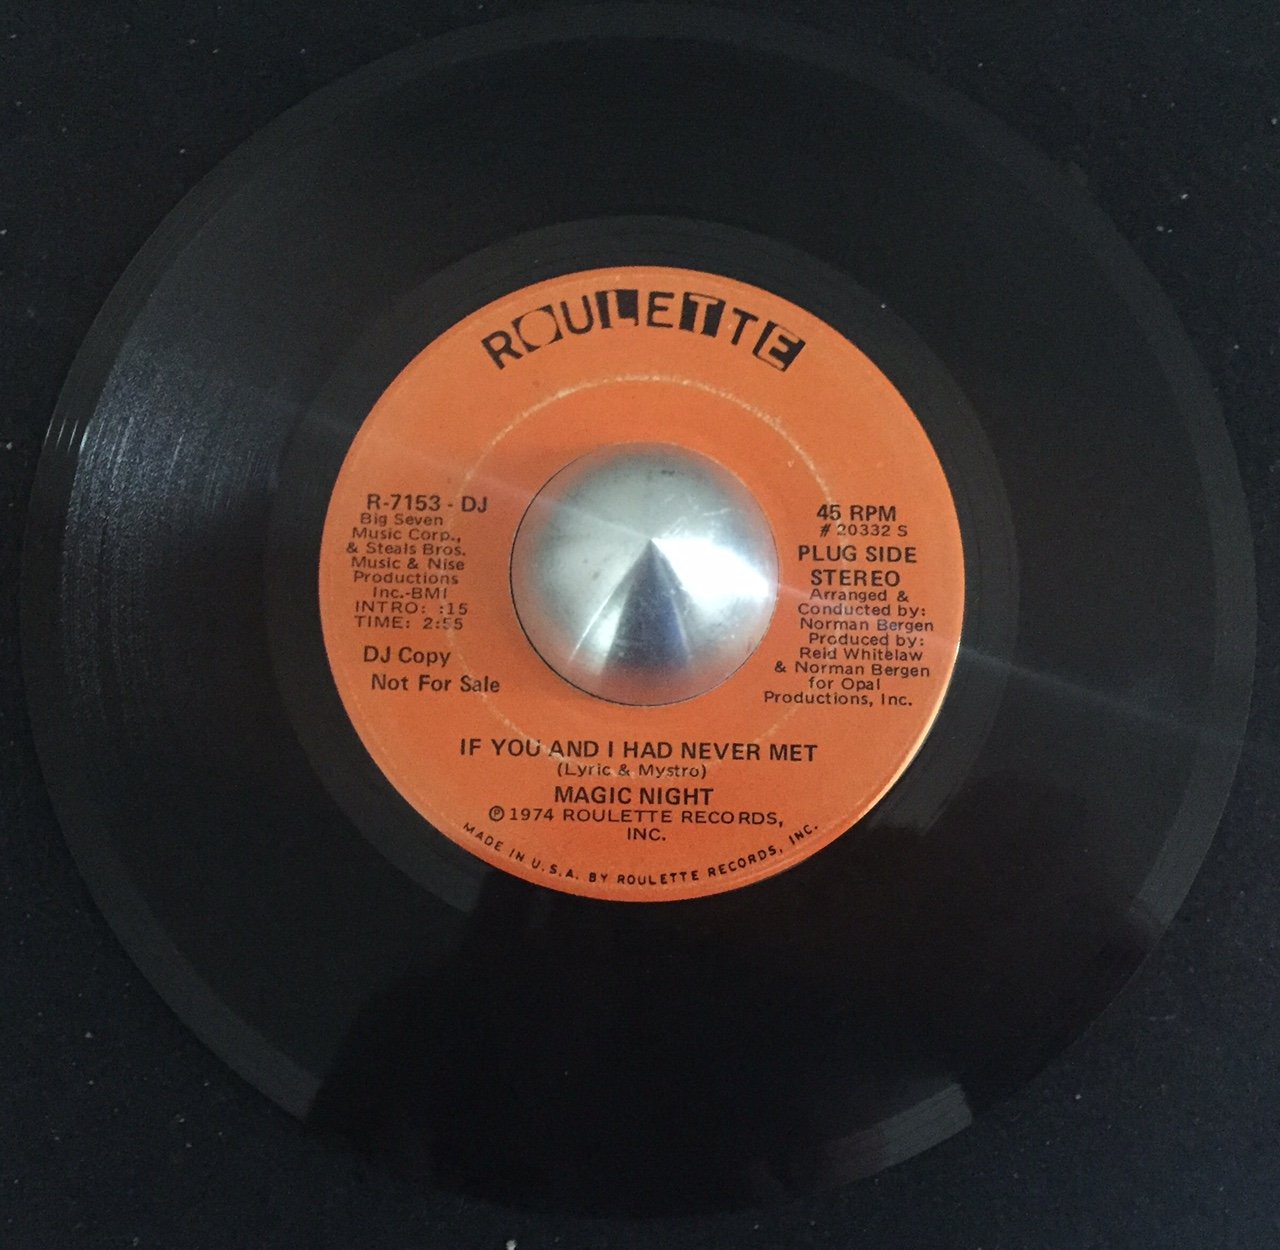 ROULETTE
R-7153 - DJ
Big Seven
Music Corp.,
& Steals Bros.
Music & Nise
Productions
Inc.-BMI
INTRO: :15
TIME: 2:55
DJ Copy
Not For Sale
45 RPM
# 20332 S
PLUG SIDE
STEREO
Arranged &
Conducted by:
Norman Bergen
Produced by:
Reid Whitelaw
& Norman Bergen
for Opal
Productions, Inc.
IF YOU AND I HAD NEVER MET
(Lyric & Mystro)
MAGIC NIGHT
℗ 1974 ROULETTE RECORDS,
INC.
MADE IN U.S.A. BY ROULETTE RECORDS, INC.